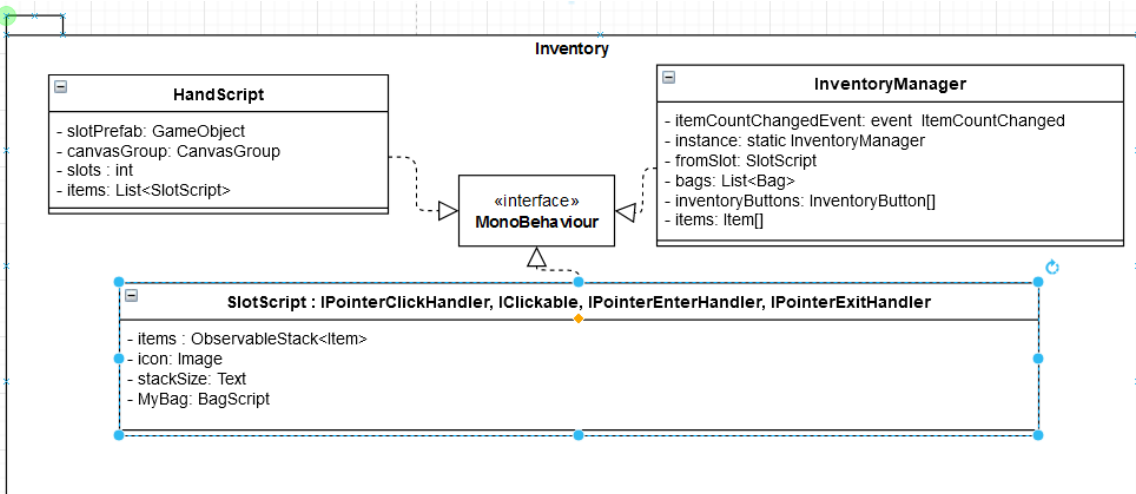 Inventory
HandScript
- slotPrefab: GameObject
- canvasGroup: CanvasGroup
- slots : int
- items: List<SlotScript>
InventoryManager
- itemCountChangedEvent: event  ItemCountChanged
- instance: static InventoryManager
- fromSlot: SlotScript
- bags: List<Bag>
- inventoryButtons: InventoryButton[]
- items: Item[]
«interface»
MonoBehaviour
SlotScript : IPointerClickHandler, IClickable, IPointerEnterHandler, IPointerExitHandler
- items : ObservableStack<Item>
- icon: Image
- stackSize: Text
- MyBag: BagScript